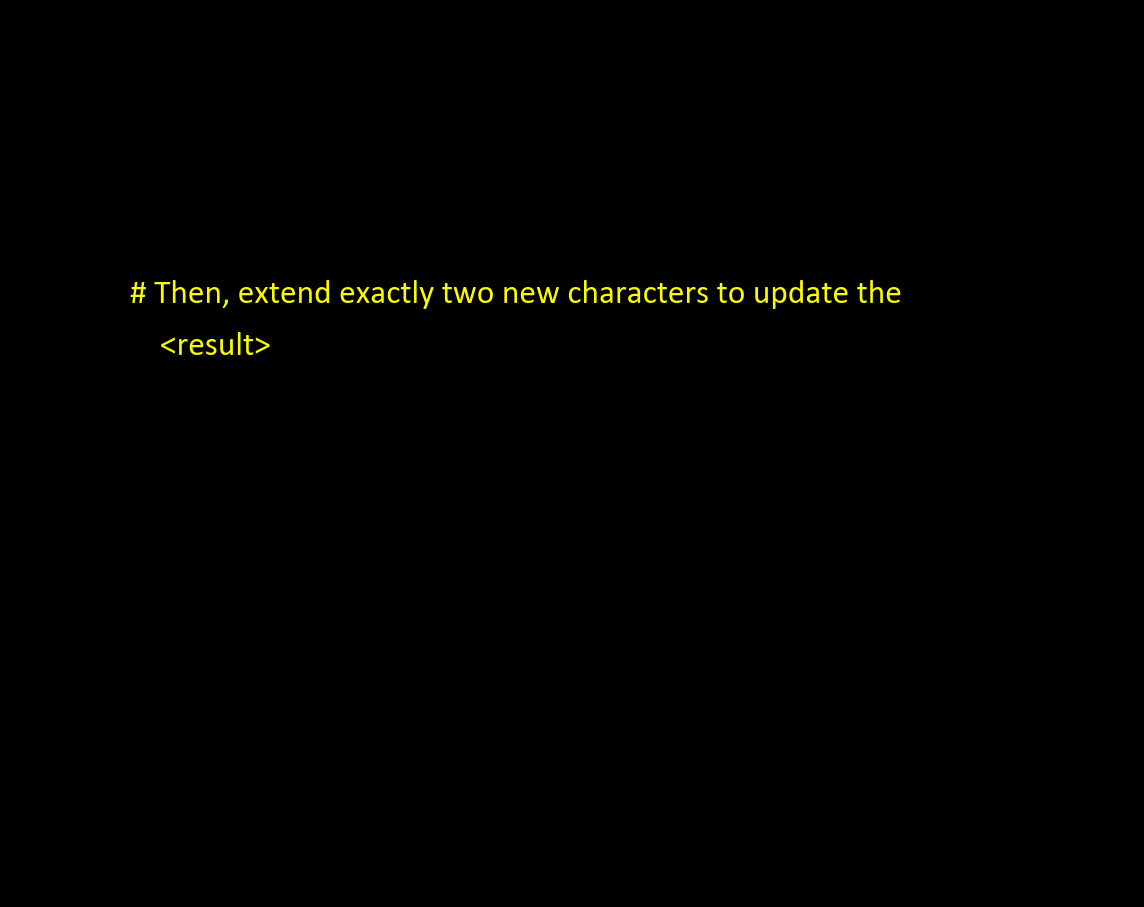 # Then, extend exactly two new characters to update the
<result>